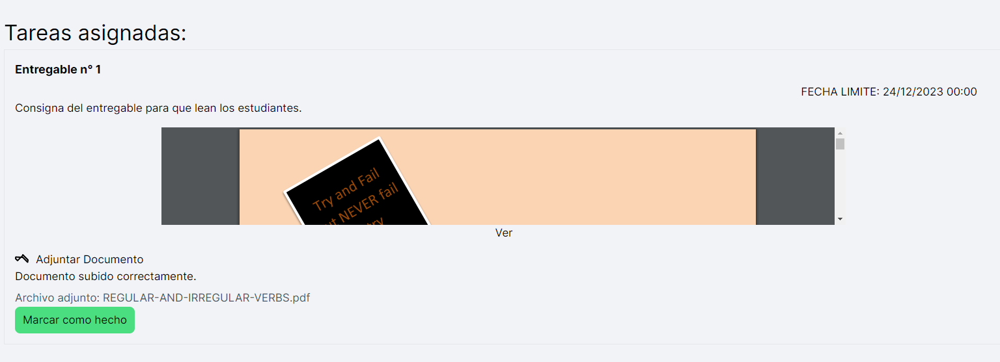 Tareas asignadas:
Entregable n° 1
FECHA LIMITE: 24/12/2023 00:00
Consigna del entregable para que lean los estudiantes.
Try and Fail
NEVER fail
Ver
Adjuntar Documento
Documento subido correctamente.
Archivo adjunto: REGULAR-AND-IRREGULAR-VERBS.pdf
Marcar como hecho